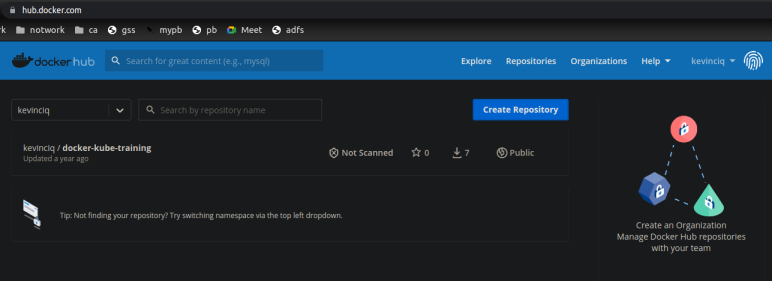 hub.docker.com
notwork
ca
gss
mypb
pb
Meet
adfs
docker hub
Search for great content (e.g., mysql)
Explore
Repositories
Organizations
Help
kevinciq
kevinciq
Search by repository name
Create Repository
kevinciq / docker-kube-training
Updated a year ago
Not Scanned
0
7
Public
Tip: Not finding your repository? Try switching namespace via the top left dropdown.
Create an Organization
Manage Docker Hub repositories
with your team